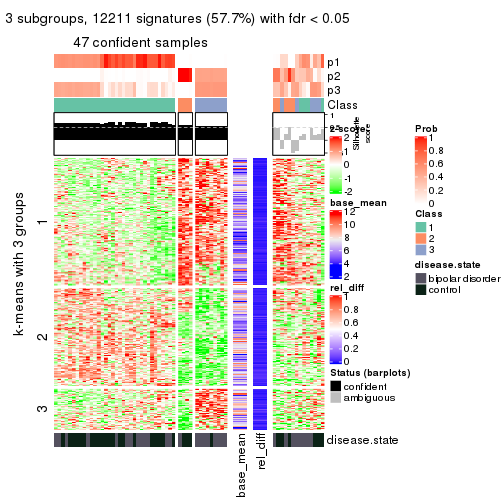 3 subgroups, 12211 signatures (57.7%) with fdr < 0.05
47 confident samples
p1
p2
p3
Class
1
0.5
0
Silhouette
score
k-means with 3 groups
1
2
3
z-score
2
1
0
-1
-2
base_mean
12
10
8
6
4
2
rel_diff
1
0.8
0.6
0.4
0.2
0
Status (barplots)
confident
ambiguous
Prob
1
0.8
0.6
0.4
0.2
0
Class
1
2
3
disease.state
bipolar disorder
control
disease.state
base_mean
rel_diff